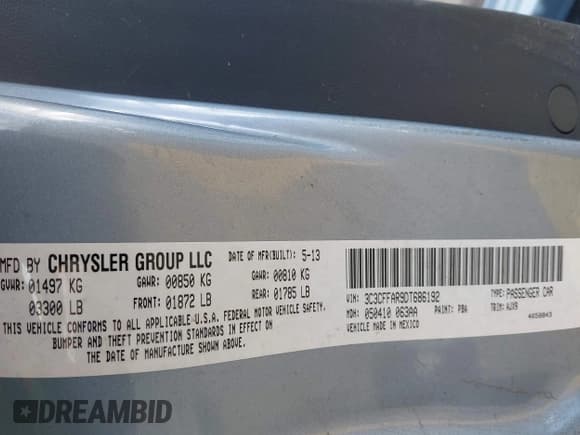 MFD BY CHRYSLER GROUP LLC
DATE OF MFR(BUILT): 5-13
GVWR: 01497 KG
GAWR: 00850 KG
GAWR: 00810 KG
03300 LB
FRONT: 01872 LB
REAR: 01785 LB
THIS VEHICLE CONFORMS TO ALL APPLICABLE U.S.A. FEDERAL MOTOR VEHICLE SAFETY,
BUMPER AND THEFT PREVENTION STANDARDS IN EFFECT ON
THE DATE OF MANUFACTURE SHOWN ABOVE.
VIN: 3C3CFFAR9DT686192
TYPE: PASSENGER CAR
MDH: 050410 063AA
PAINT: PBA
TRIM: AJX9
VEHICLE MADE IN MEXICO
4650043
DREAMBID